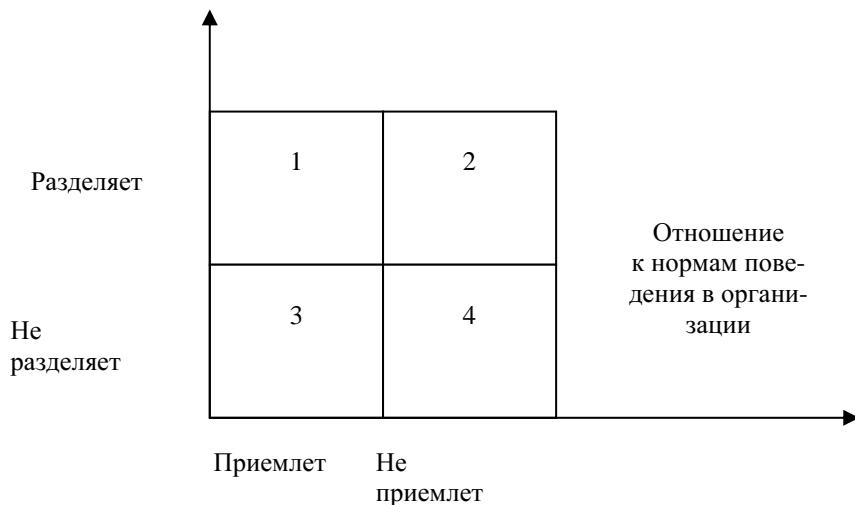 Разделяет
1
2
Отношение
к нормам пове-
дения в органи-
зации
Не
разделяет
3
4
Приемлет
Не
приемлет